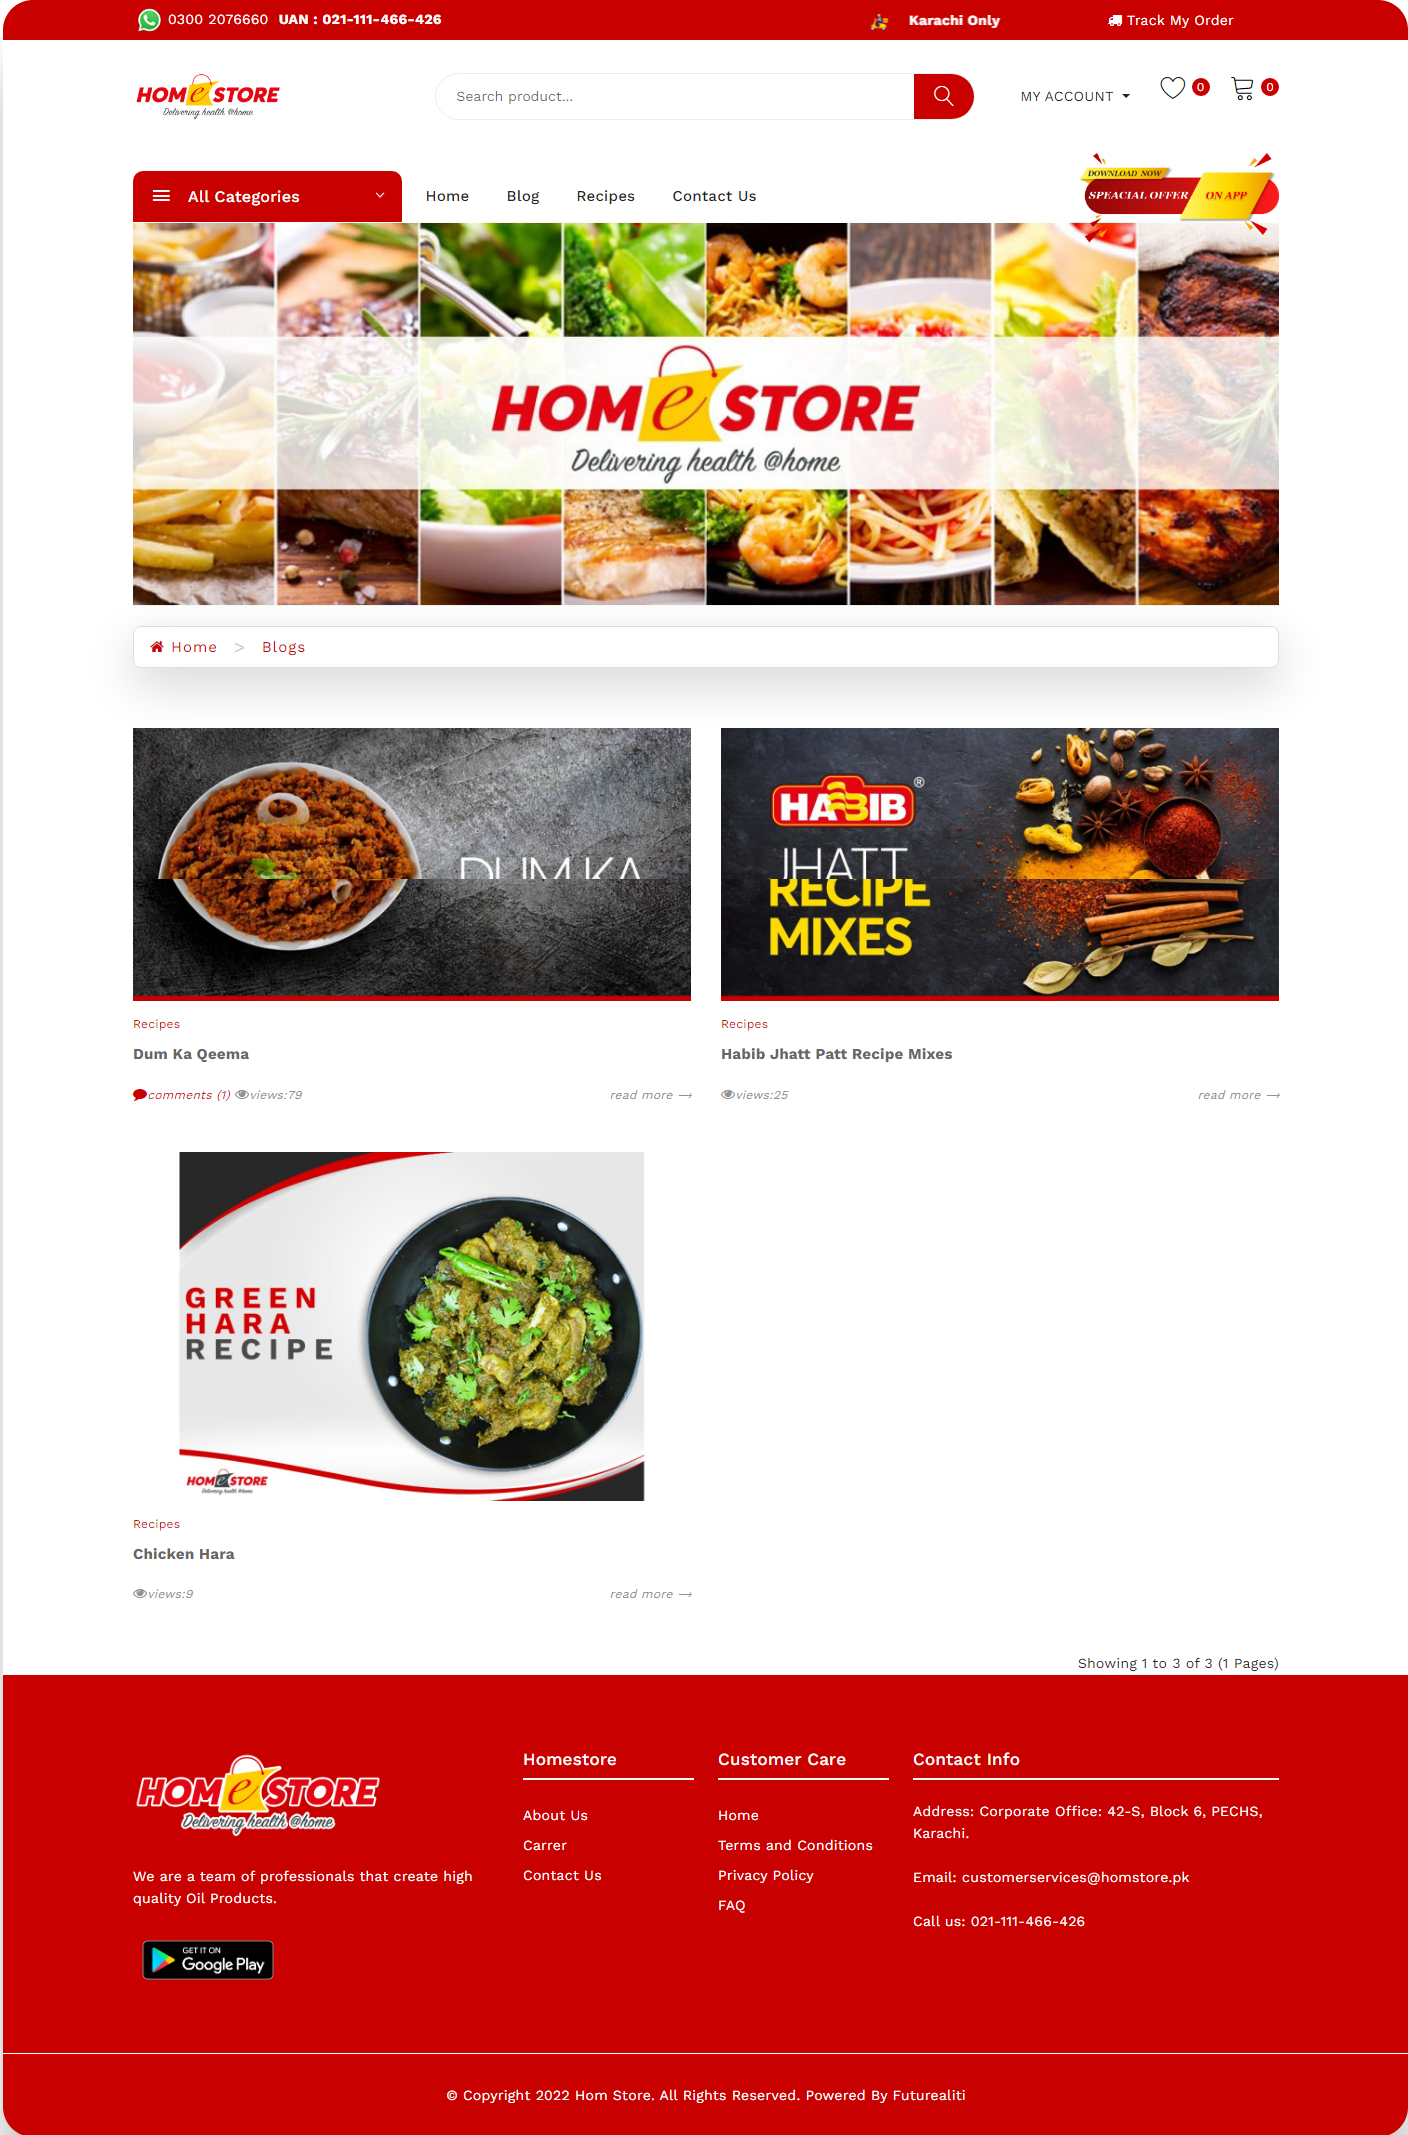 0300 2076660 UAN : 021-111-466-426
Karachi Only
Track My Order
HOMeSTORE
Delivering health @home
Search product...
MY ACCOUNT
0
0
All Categories
Home
Blog
Recipes
Contact Us
DOWNLOAD NOW
SPEACIAL OFFER
ON APP
HOMeSTORE
Delivering health @home
Home > Blogs
DUM KA
HABIB®
JHATT
RECIPE
MIXES
Recipes
Dum Ka Qeema
comments (1) views:79
read more →
Recipes
Habib Jhatt Patt Recipe Mixes
views:25
read more →
GREEN
HARA
RECIPE
HOMeSTORE
Delivering health @home
Recipes
Chicken Hara
views:9
read more →
Showing 1 to 3 of 3 (1 Pages)
HOMeSTORE
Delivering health @home
We are a team of professionals that create high
quality Oil Products.
GET IT ON
Google Play
Homestore
About Us
Carrer
Contact Us
Customer Care
Home
Terms and Conditions
Privacy Policy
FAQ
Contact Info
Address: Corporate Office: 42-S, Block 6, PECHS,
Karachi.
Email: customerservices@homstore.pk
Call us: 021-111-466-426
© Copyright 2022 Hom Store. All Rights Reserved. Powered By Futurealiti